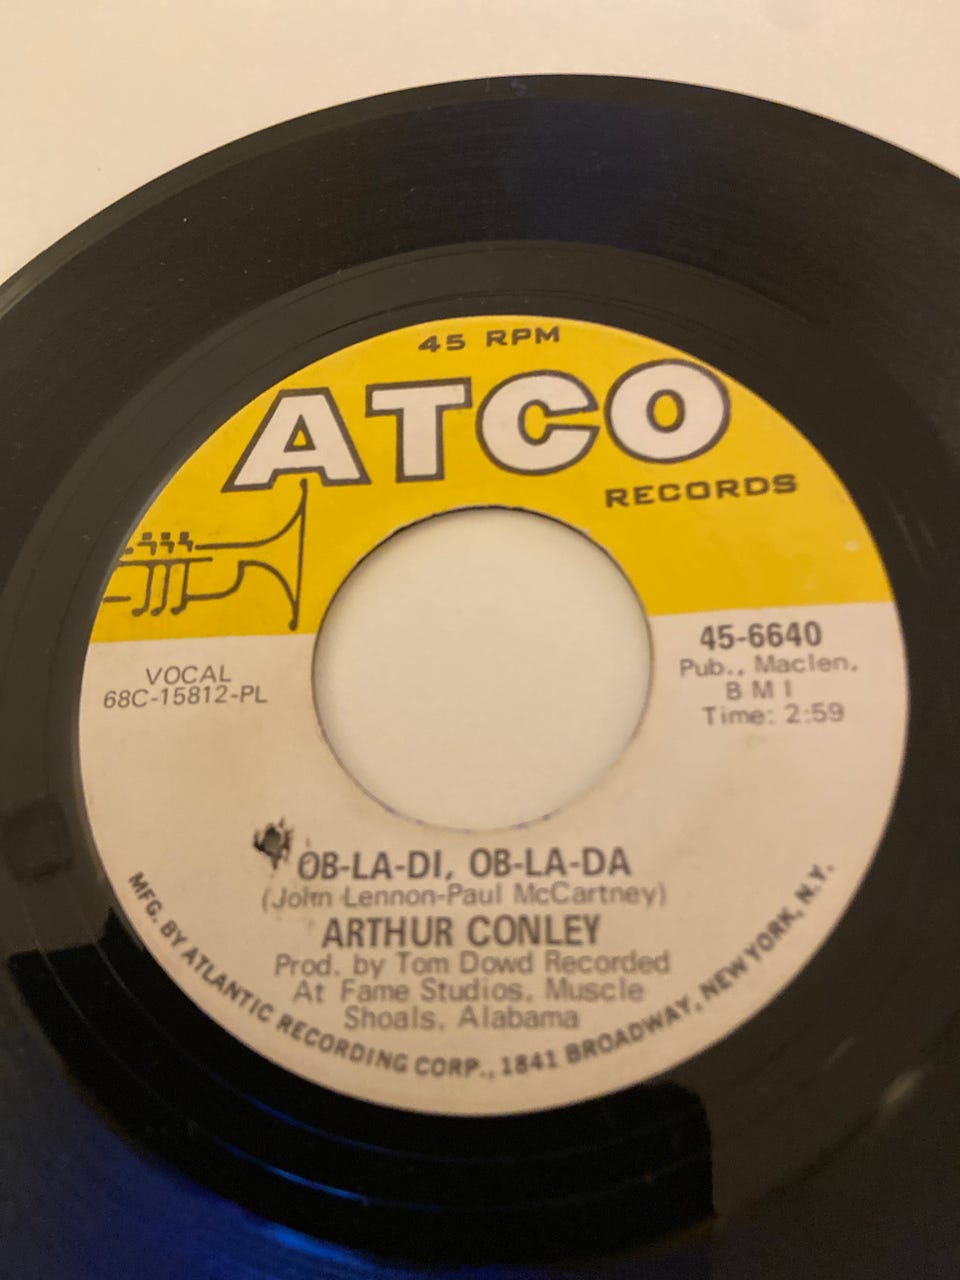 45 RPM
ATCO
RECORDS
VOCAL
68C-15812-PL
45-6640
Pub., Maclen,
BMI
Time: 2:59
OB-LA-DI, OB-LA-DA
(John Lennon-Paul McCartney)
ARTHUR CONLEY
Prod. by Tom Dowd Recorded
At Fame Studios, Muscle
Shoals, Alabama
MFG. BY ATLANTIC RECORDING CORP., 1841 BROADWAY, NEW YORK, N.Y.